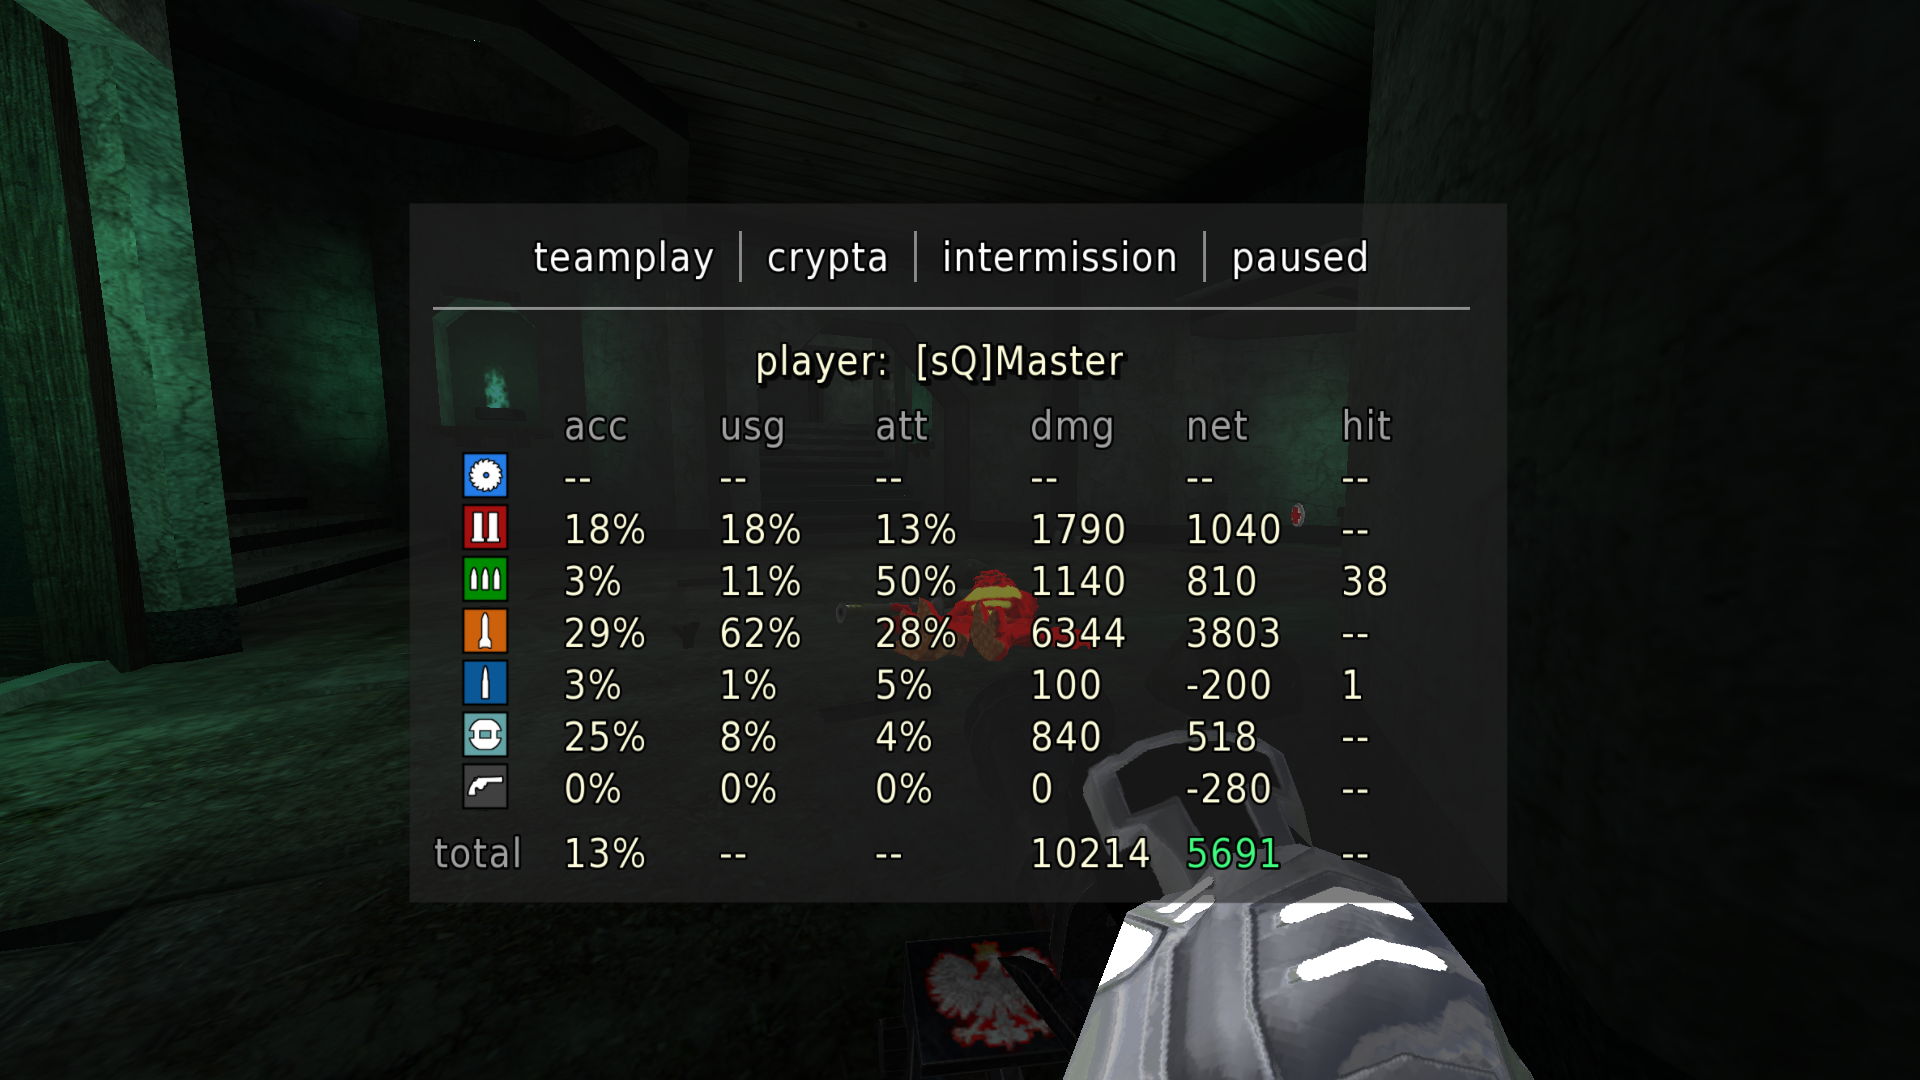 teamplay | crypta | intermission | paused
player: [sQ]Master
acc usg att dmg net hit
-- -- -- -- -- --
18% 18% 13% 1790 1040 --
3% 11% 50% 1140 810 38
29% 62% 28% 6344 3803 --
3% 1% 5% 100 -200 1
25% 8% 4% 840 518 --
0% 0% 0% 0 -280 --
total 13% -- -- 10214 5691 --